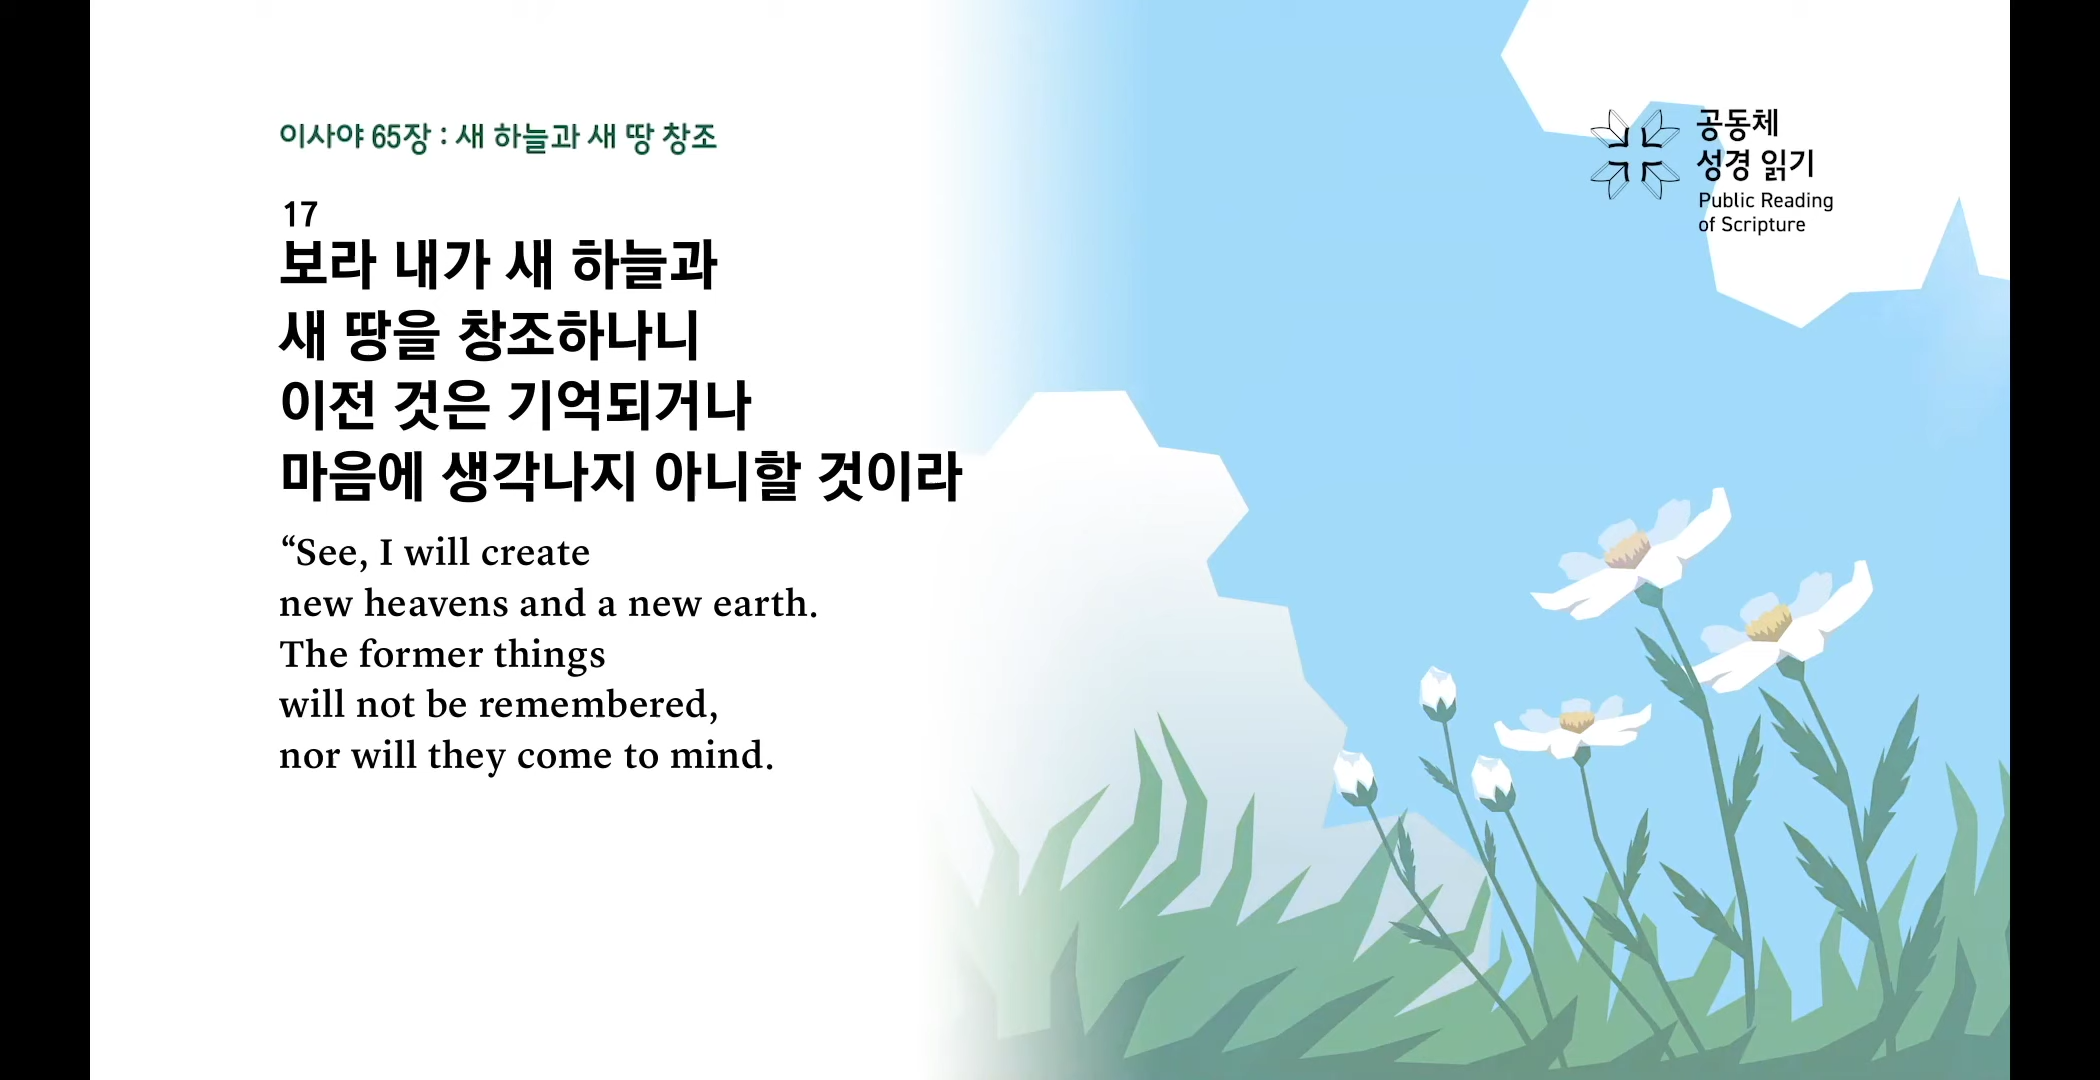 이사야 65장 : 새 하늘과 새 땅 창조
17
보라 내가 새 하늘과
새 땅을 창조하나니
이전 것은 기억되거나
마음에 생각나지 아니할 것이라
“See, I will create
new heavens and a new earth.
The former things
will not be remembered,
nor will they come to mind.
공동체
성경 읽기
Public Reading
of Scripture